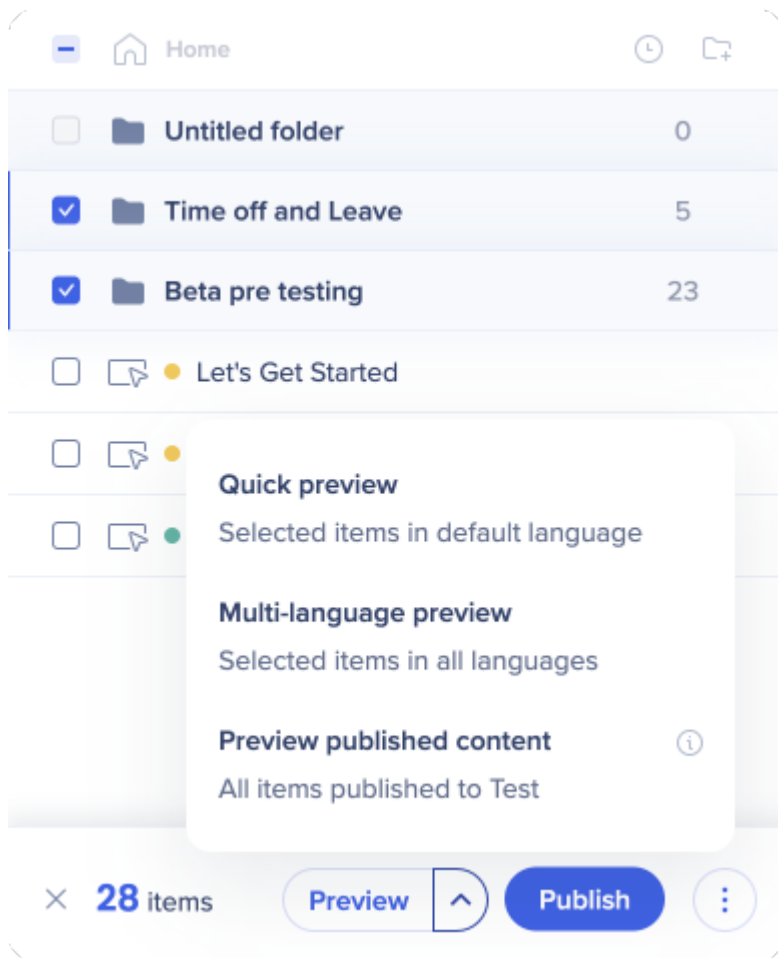 Home
Untitled folder 0
Time off and Leave 5
Beta pre testing 23
Let's Get Started
Quick preview
Selected items in default language
Multi-language preview
Selected items in all languages
Preview published content
All items published to Test
28 items Preview Publish